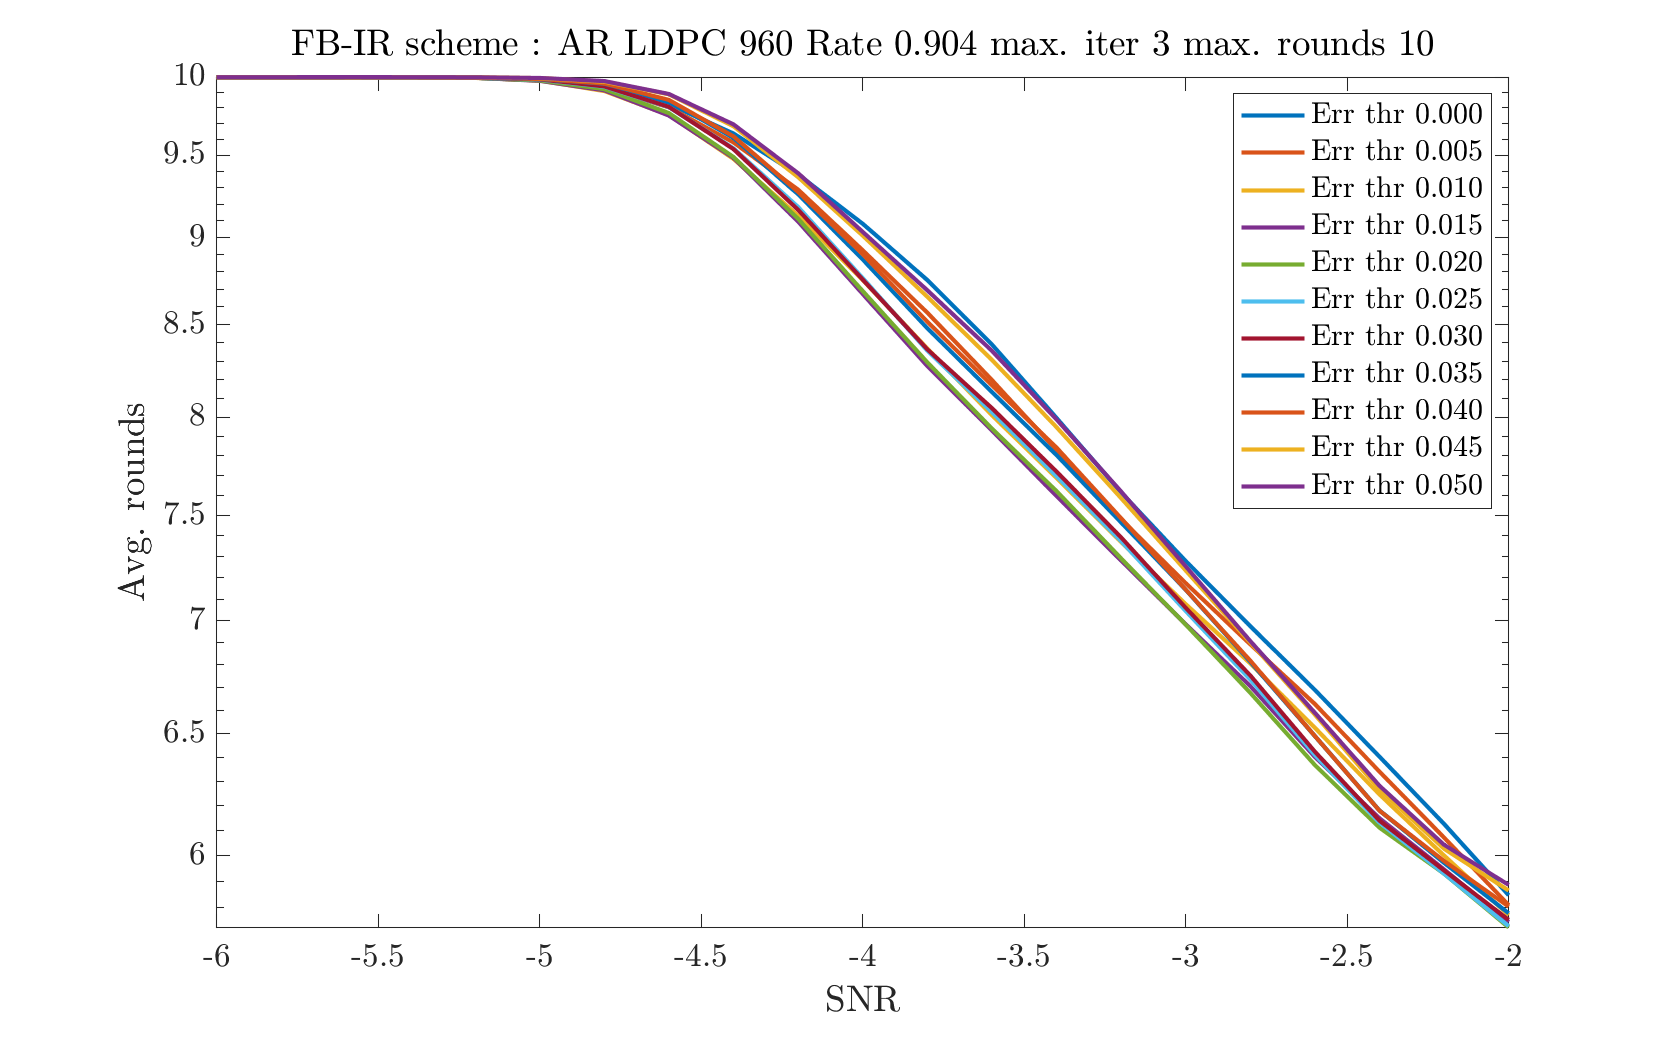 FB-IR scheme : AR LDPC 960 Rate 0.904 max. iter 3 max. rounds 10
10
9.5
9
8.5
8
7.5
7
6.5
6
Avg. rounds
Err thr 0.000
Err thr 0.005
Err thr 0.010
Err thr 0.015
Err thr 0.020
Err thr 0.025
Err thr 0.030
Err thr 0.035
Err thr 0.040
Err thr 0.045
Err thr 0.050
-6 -5.5 -5 -4.5 -4 -3.5 -3 -2.5 -2
SNR